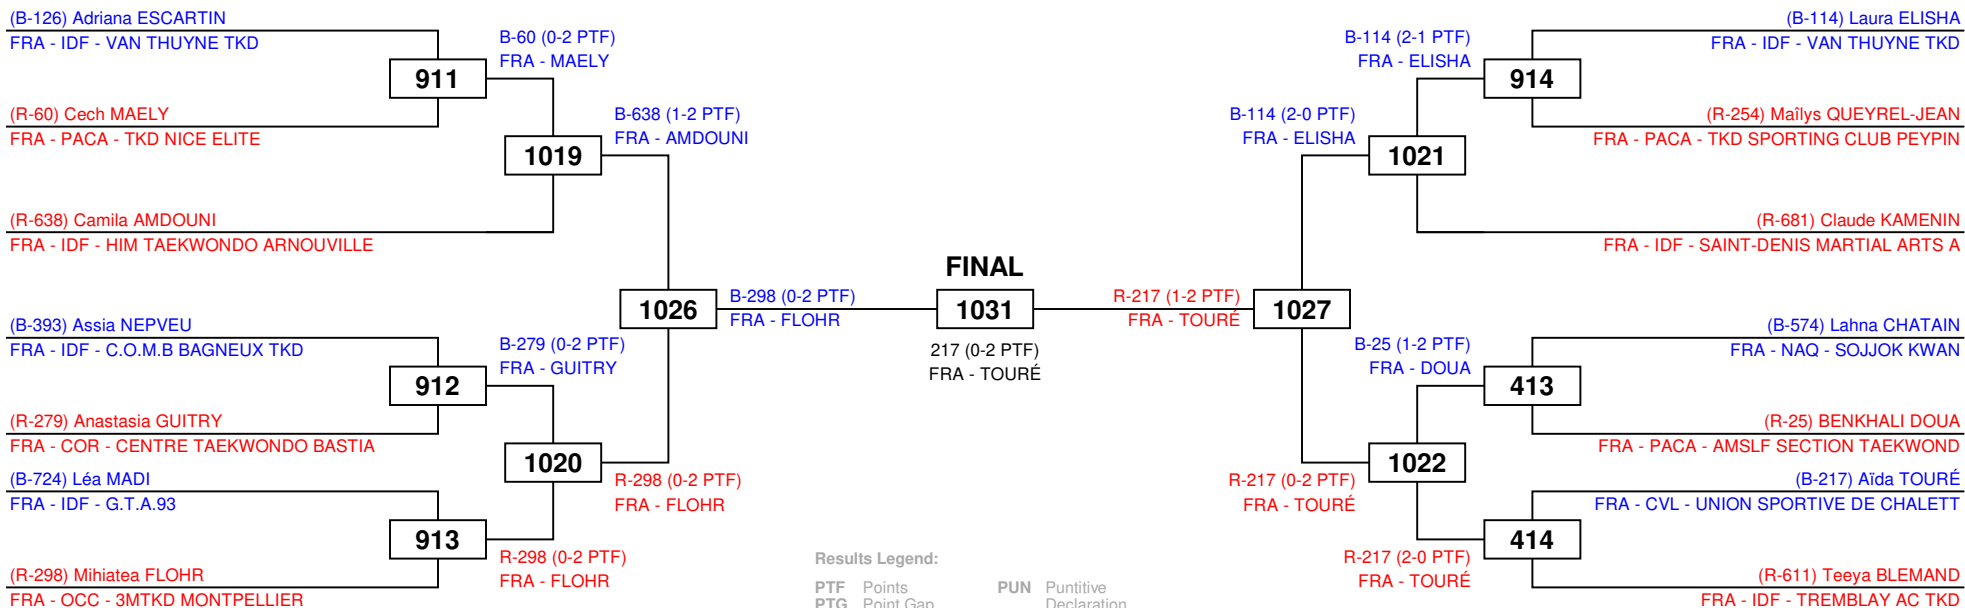 (B-126) Adriana ESCARTIN
FRA - IDF - VAN THUYNE TKD
B-60 (0-2 PTF)
FRA - MAELY
911
(R-60) Cech MAELY
FRA - PACA - TKD NICE ELITE
B-638 (1-2 PTF)
FRA - AMDOUNI
1019
(R-638) Camila AMDOUNI
FRA - IDF - HIM TAEKWONDO ARNOUVILLE
1026
B-298 (0-2 PTF)
FRA - FLOHR
(B-393) Assia NEPVEU
FRA - IDF - C.O.M.B BAGNEUX TKD
B-279 (0-2 PTF)
FRA - GUITRY
912
(R-279) Anastasia GUITRY
FRA - COR - CENTRE TAEKWONDO BASTIA
1020
(B-724) Léa MADI
FRA - IDF - G.T.A.93
R-298 (0-2 PTF)
FRA - FLOHR
913
R-298 (0-2 PTF)
FRA - FLOHR
(R-298) Mihiatea FLOHR
FRA - OCC - 3MTKD MONTPELLIER
FINAL
1031
217 (0-2 PTF)
FRA - TOURÉ
(B-114) Laura ELISHA
FRA - IDF - VAN THUYNE TKD
B-114 (2-1 PTF)
FRA - ELISHA
914
(R-254) Maîlys QUEYREL-JEAN
FRA - PACA - TKD SPORTING CLUB PEYPIN
B-114 (2-0 PTF)
FRA - ELISHA
1021
(R-681) Claude KAMENIN
FRA - IDF - SAINT-DENIS MARTIAL ARTS A
R-217 (1-2 PTF)
FRA - TOURÉ
1027
(B-574) Lahna CHATAIN
FRA - NAQ - SOJJOK KWAN
B-25 (1-2 PTF)
FRA - DOUA
413
(R-25) BENKHALI DOUA
FRA - PACA - AMSLF SECTION TAEKWOND
1022
R-217 (0-2 PTF)
FRA - TOURÉ
(B-217) Aïda TOURÉ
FRA - CVL - UNION SPORTIVE DE CHALETT
414
R-217 (2-0 PTF)
FRA - TOURÉ
(R-611) Teeya BLEMAND
FRA - IDF - TREMBLAY AC TKD
Results Legend:
PTF Points PUN Puntitive
PTG Point Gap Declaration